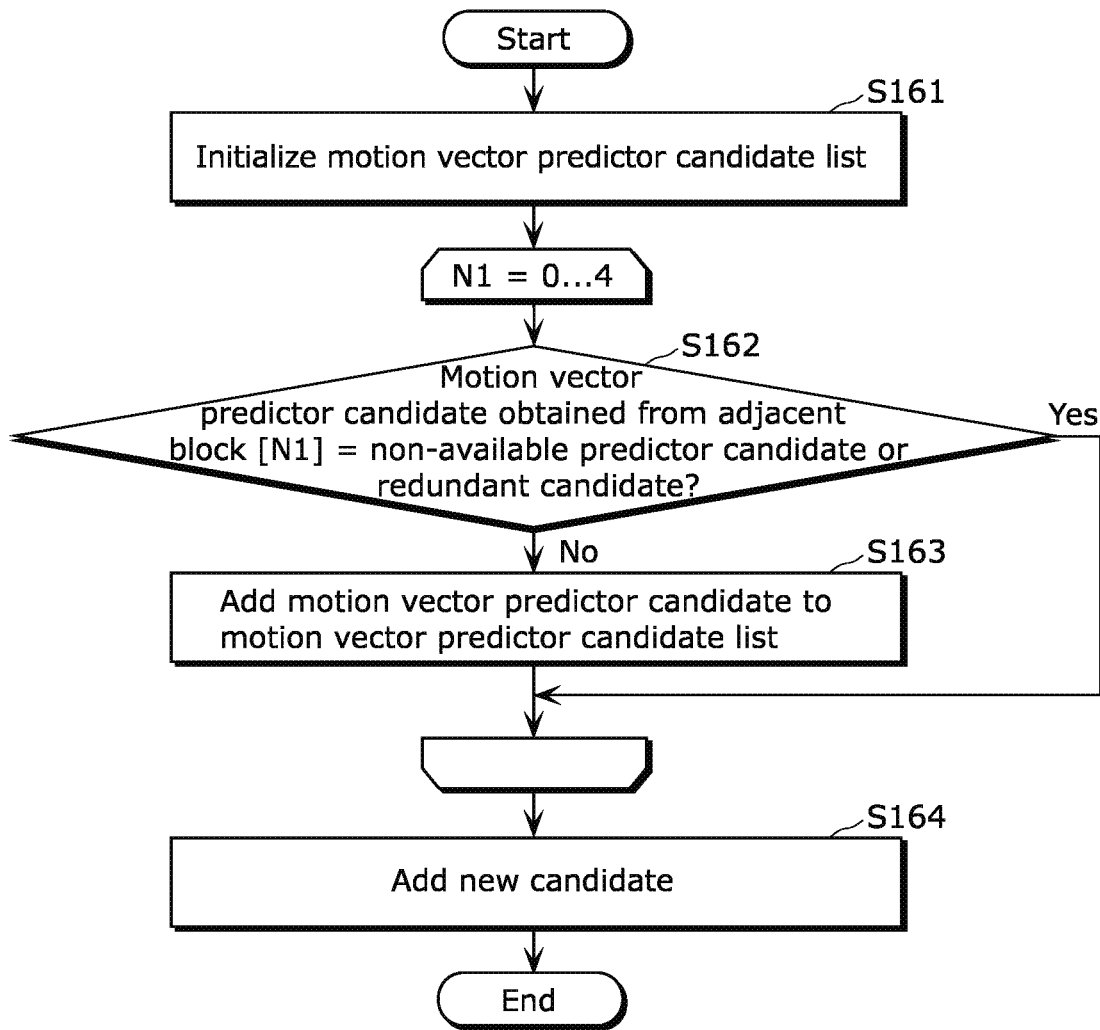 Start
S161
Initialize motion vector predictor candidate list
N1 = 0...4
S162
Motion vector
predictor candidate obtained from adjacent
block [N1] = non-available predictor candidate or
redundant candidate?
Yes
No
S163
Add motion vector predictor candidate to
motion vector predictor candidate list
S164
Add new candidate
End